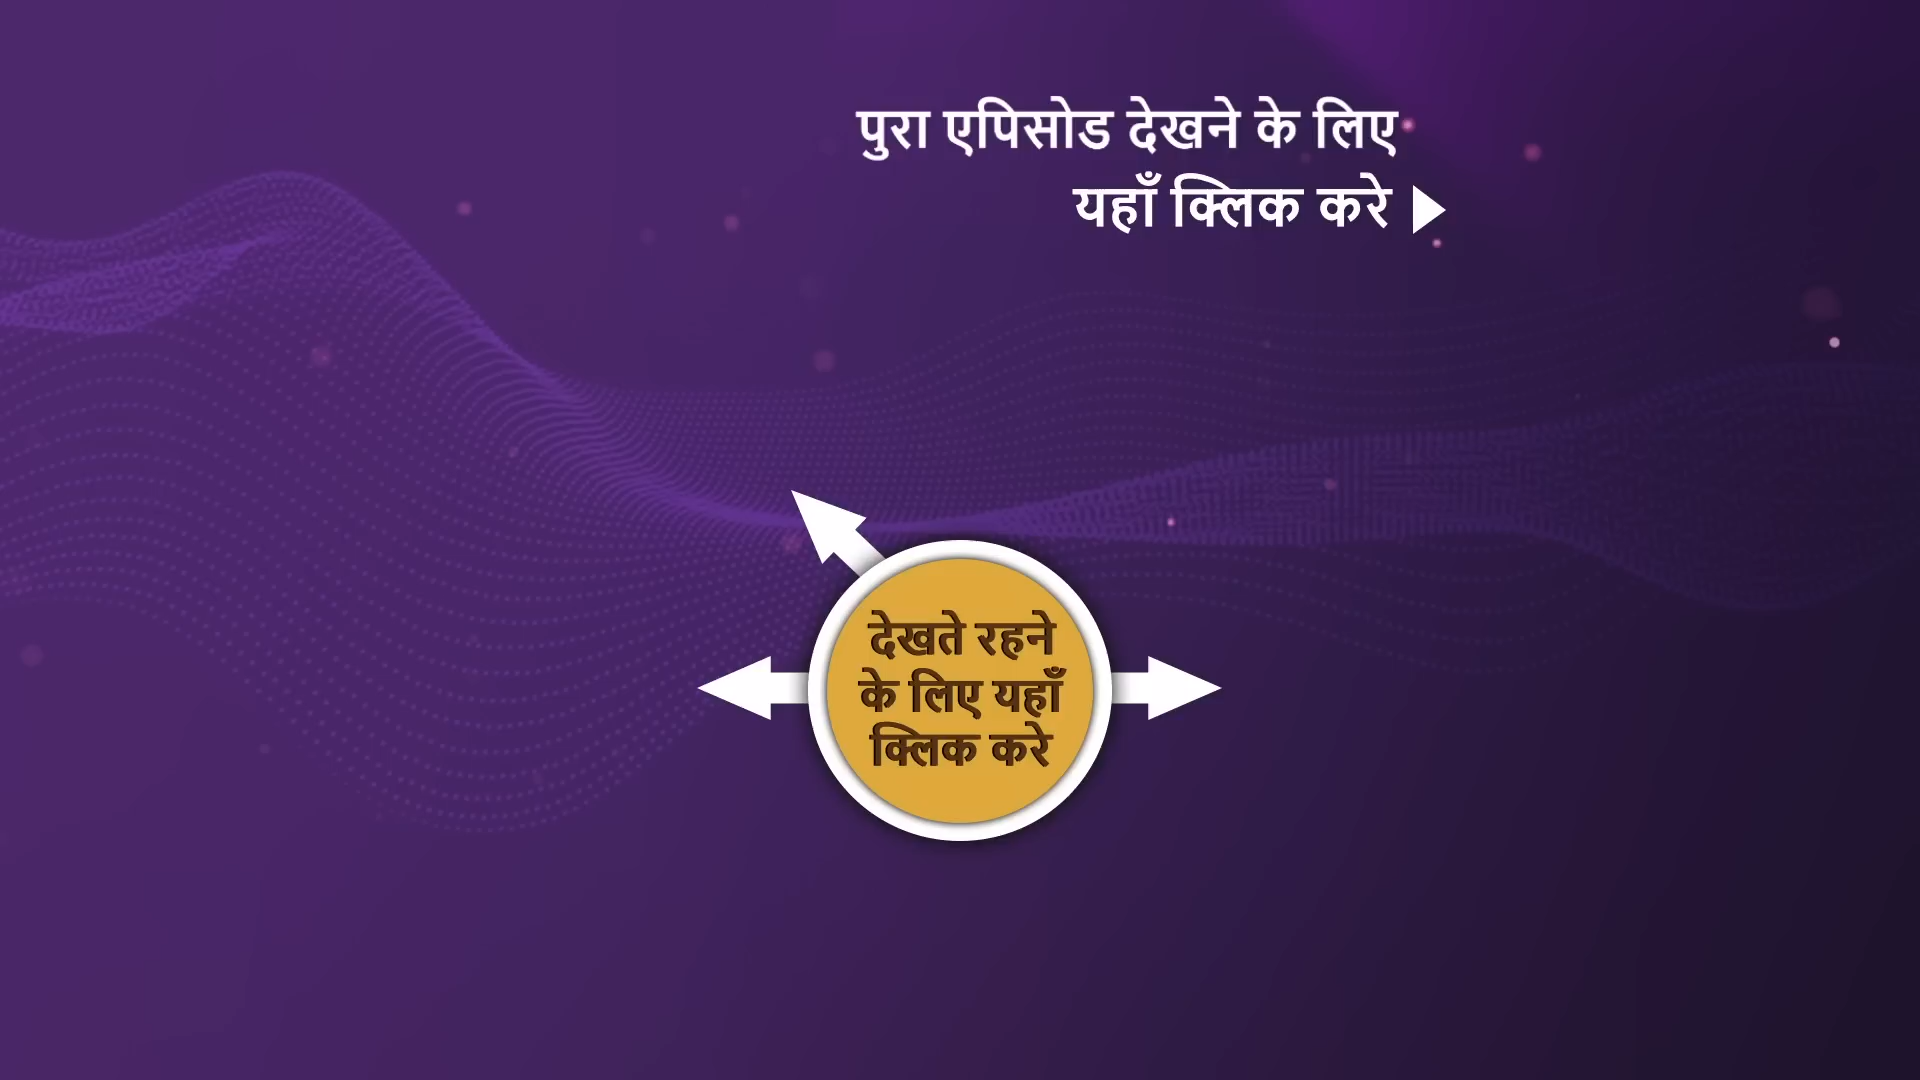 पुरा एपिसोड देखने के लिए
यहाँ क्लिक करे
देखते रहने
के लिए यहाँ
क्लिक करे